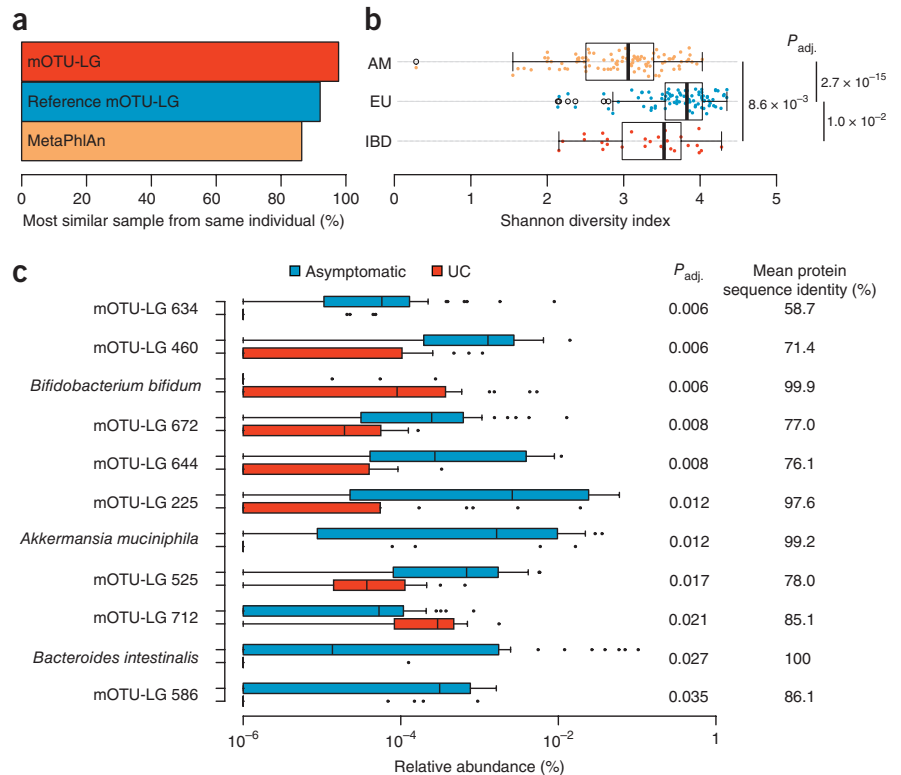 a
mOTU-LG
Reference mOTU-LG
MetaPhlAn
0 20 40 60 80 100
Most similar sample from same individual (%)
b
Padj.
AM
EU
IBD
8.6 × 10−3
2.7 × 10−15
1.0 × 10−2
0 1 2 3 4 5
Shannon diversity index
c
Asymptomatic UC
Padj. Mean protein
sequence identity (%)
mOTU-LG 634 0.006 58.7
mOTU-LG 460 0.006 71.4
Bifidobacterium bifidum 0.006 99.9
mOTU-LG 672 0.008 77.0
mOTU-LG 644 0.008 76.1
mOTU-LG 225 0.012 97.6
Akkermansia muciniphila 0.012 99.2
mOTU-LG 525 0.017 78.0
mOTU-LG 712 0.021 85.1
Bacteroides intestinalis 0.027 100
mOTU-LG 586 0.035 86.1
10−6 10−4 10−2 1
Relative abundance (%)